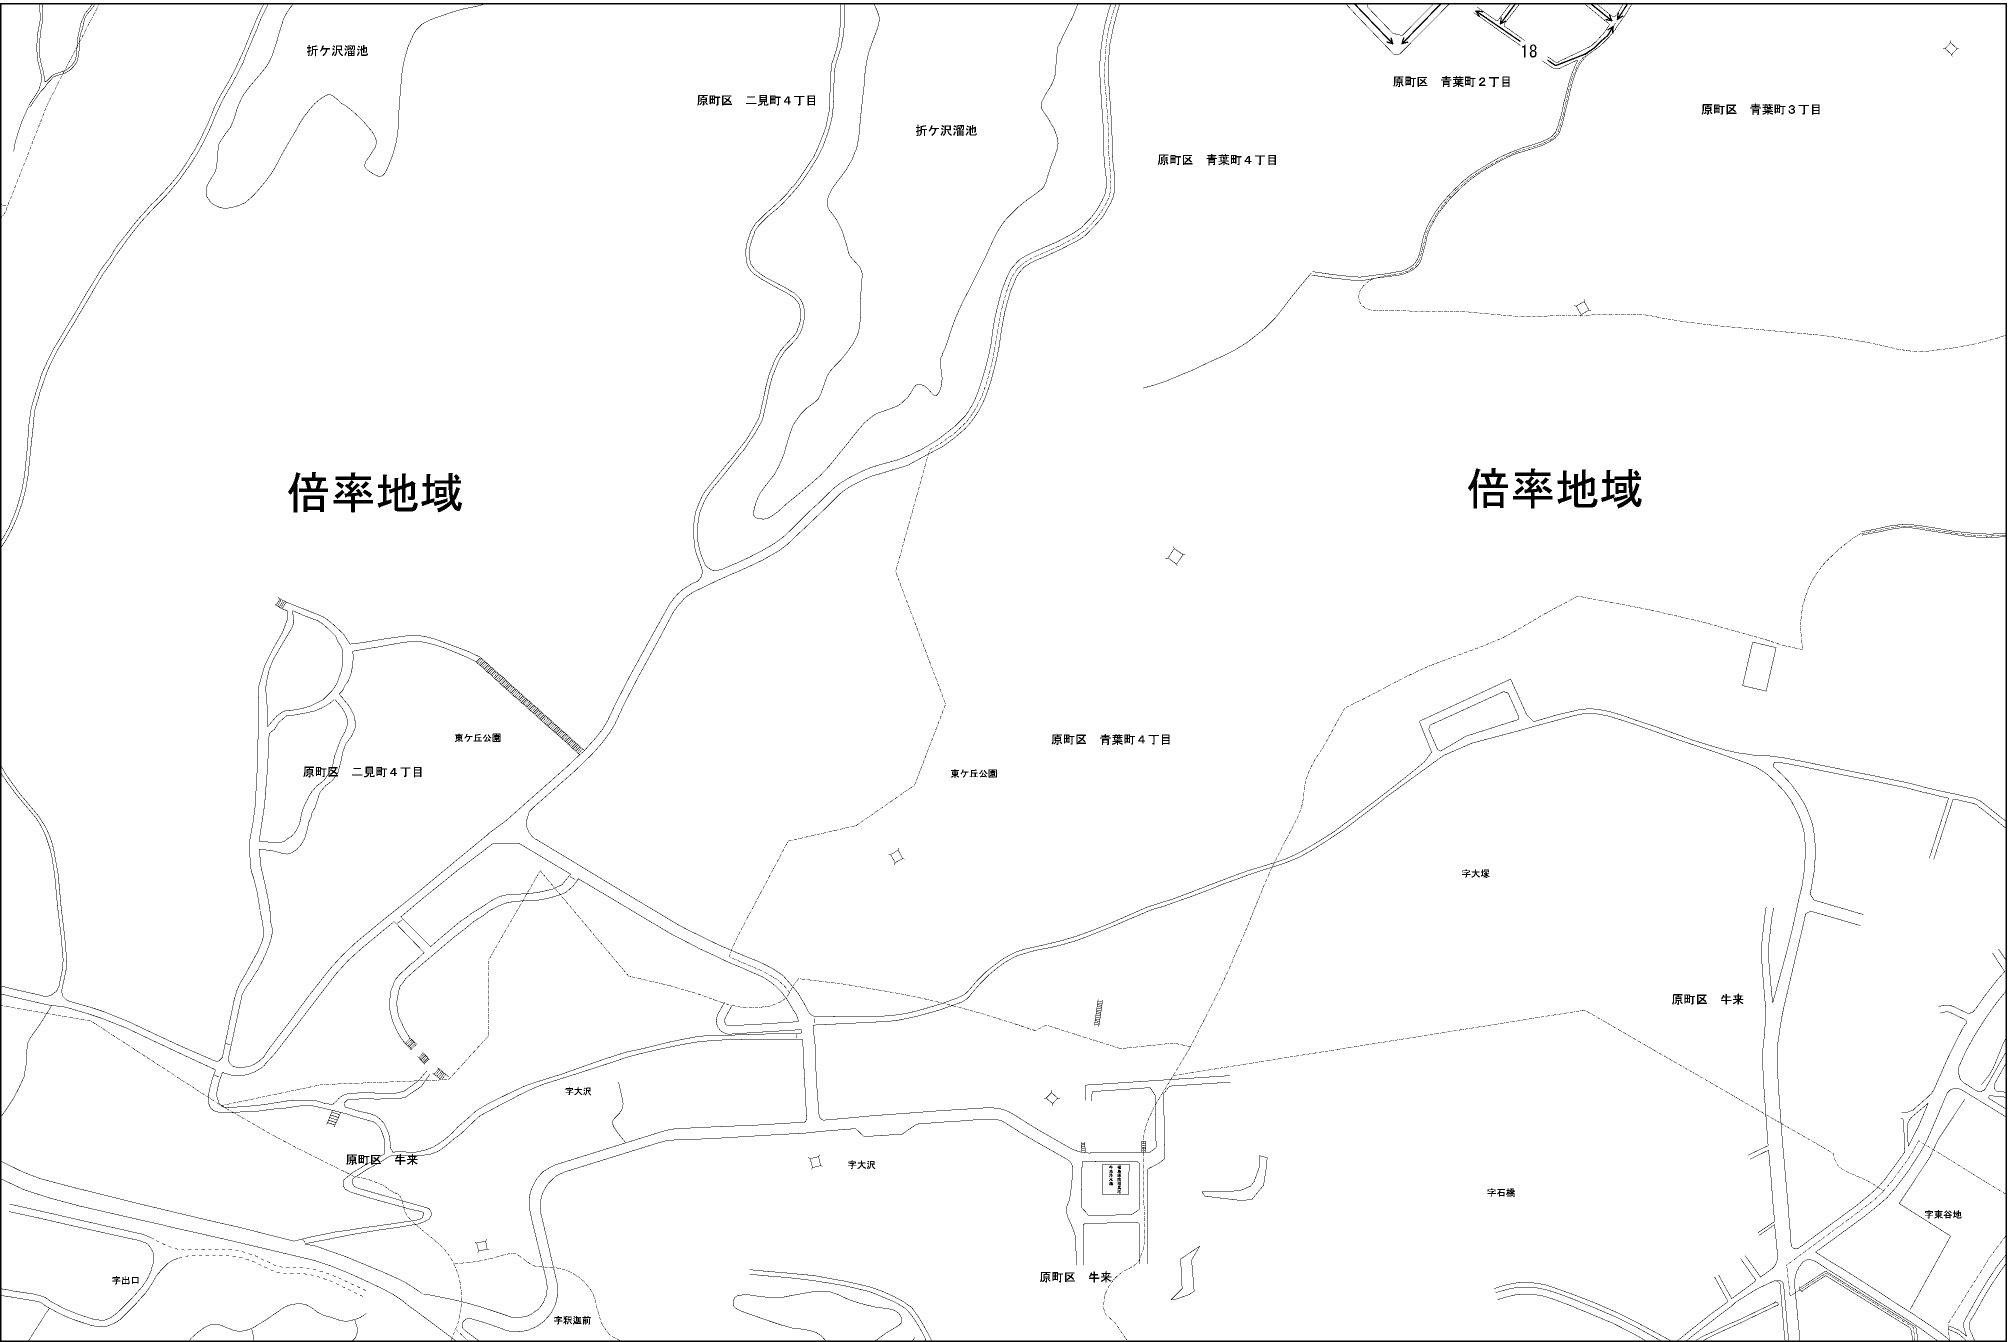 折ケ沢溜池
18
原町区　青葉町２丁目
原町区　二見町４丁目
原町区　青葉町３丁目
折ケ沢溜池
原町区　青葉町４丁目
倍率地域
倍率地域
東ケ丘公園
原町区　青葉町４丁目
原町区　二見町４丁目
東ケ丘公園
字大塚
原町区　牛来
字大沢
原町区　牛来
字大沢
字石橋
字東谷地
原町区　牛来
字出口
字釈迦前